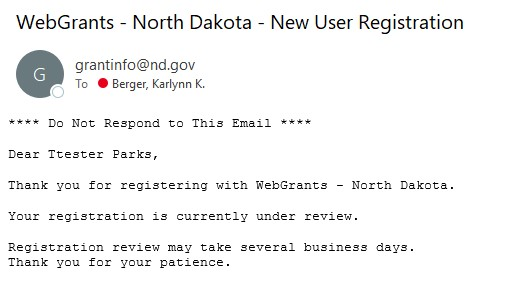 WebGrants - North Dakota - New User Registration
G
grantinfo@nd.gov
To Berger, Karlynn K.
**** Do Not Respond to This Email ****
Dear Ttester Parks,
Thank you for registering with WebGrants - North Dakota.
Your registration is currently under review.
Registration review may take several business days.
Thank you for your patience.